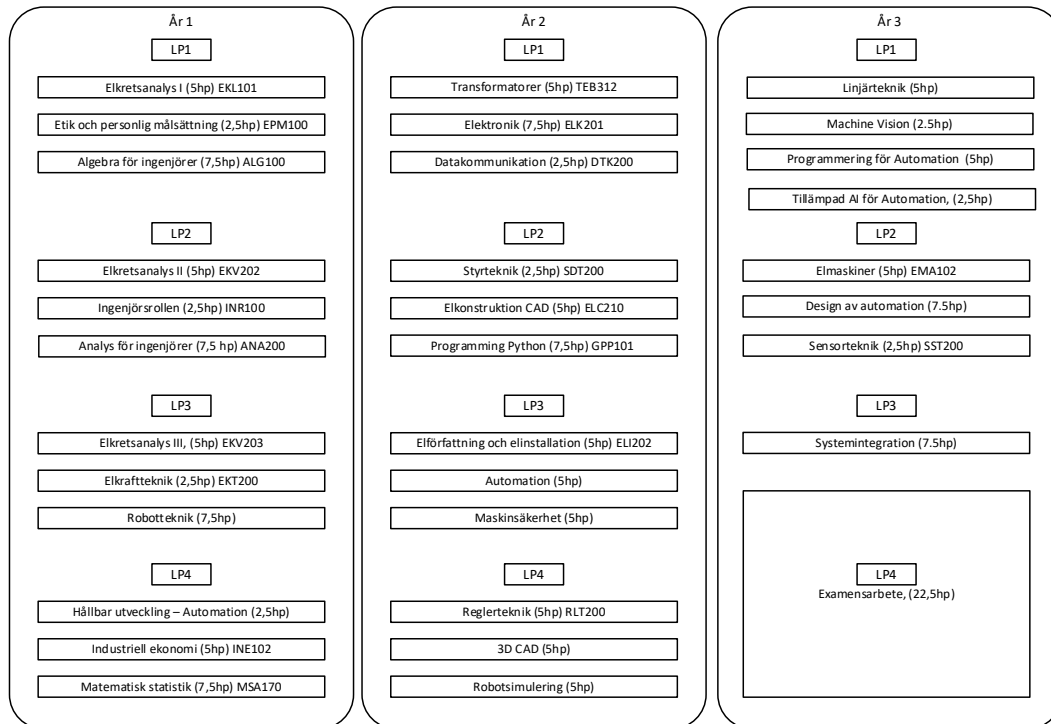 År 1
LP1
Elkretsanalys I (5hp) EKL101
Etik och personlig målsättning (2,5hp) EPM100
Algebra för ingenjörer (7,5hp) ALG100
LP2
Elkretsanalys II (5hp) EKV202
Ingenjörsrollen (2,5hp) INR100
Analys för ingenjörer (7,5 hp) ANA200
LP3
Elkretsanalys III, (5hp) EKV203
Elkraftteknik (2,5hp) EKT200
Robotteknik (7,5hp)
LP4
Hållbar utveckling – Automation (2,5hp)
Industriell ekonomi (5hp) INE102
Matematisk statistik (7,5hp) MSA170
År 2
LP1
Transformatorer (5hp) TEB312
Elektronik (7,5hp) ELK201
Datakommunikation (2,5hp) DTK200
LP2
Styrteknik (2,5hp) SDT200
Elkonstruktion CAD (5hp) ELC210
Programming Python (7,5hp) GPP101
LP3
Elförfattning och elinstallation (5hp) ELI202
Automation (5hp)
Maskinsäkerhet (5hp)
LP4
Reglerteknik (5hp) RLT200
3D CAD (5hp)
Robotsimulering (5hp)
År 3
LP1
Linjärteknik (5hp)
Machine Vision (2.5hp)
Programmering för Automation (5hp)
Tillämpad AI för Automation, (2,5hp)
LP2
Elmaskiner (5hp) EMA102
Design av automation (7.5hp)
Sensorteknik (2,5hp) SST200
LP3
Systemintegration (7.5hp)
LP4
Examensarbete, (22,5hp)